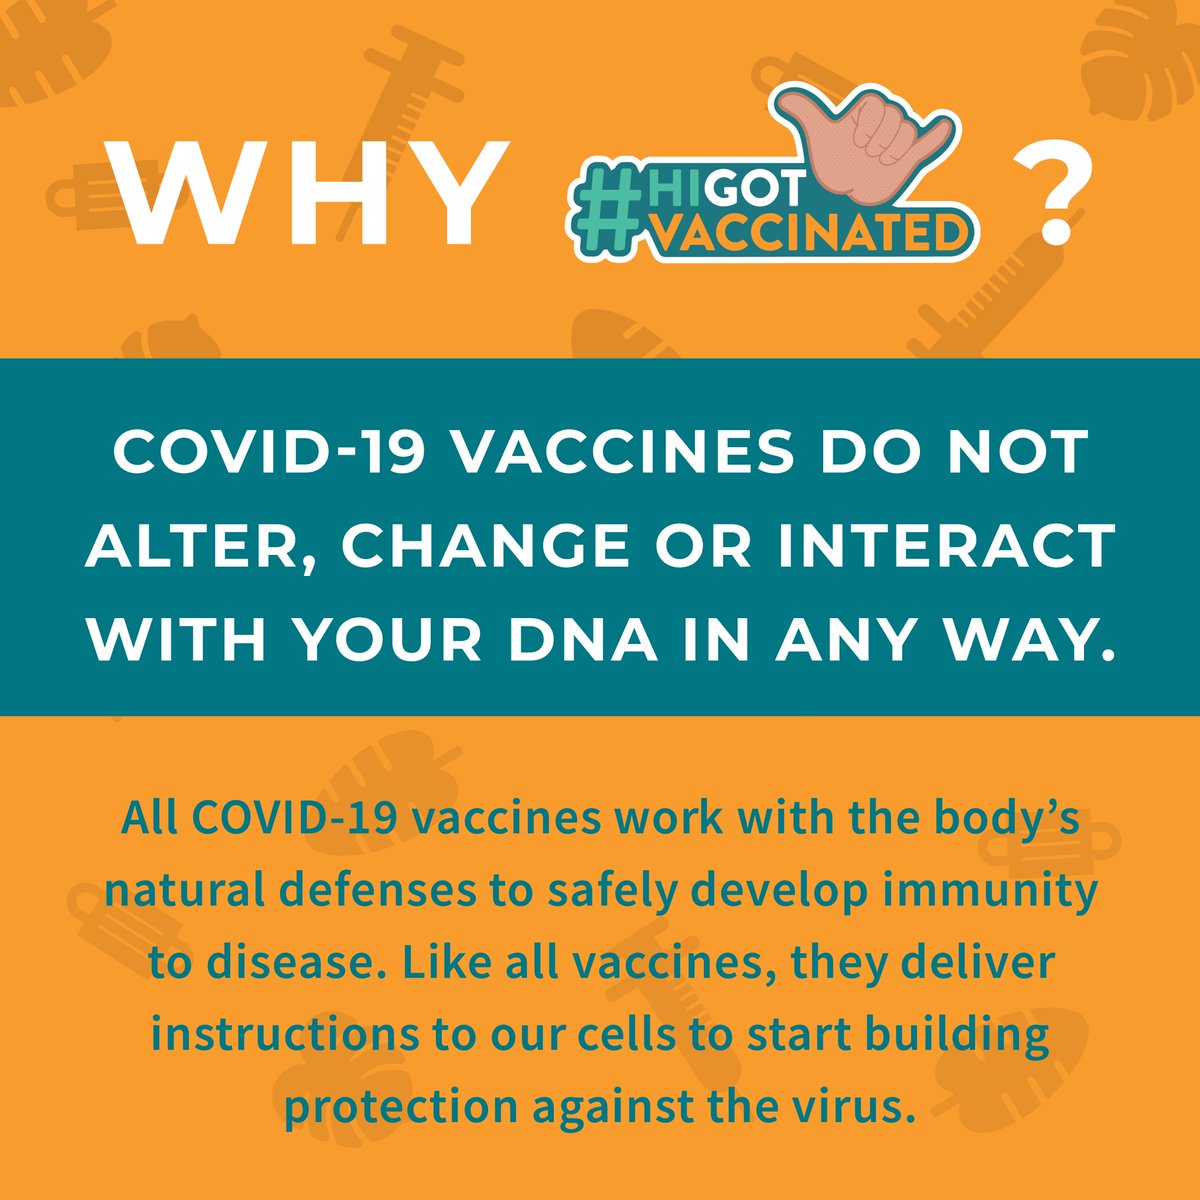 WHY #HIGOT VACCINATED ?
COVID-19 VACCINES DO NOT
ALTER, CHANGE OR INTERACT
WITH YOUR DNA IN ANY WAY.
All COVID-19 vaccines work with the body’s
natural defenses to safely develop immunity
to disease. Like all vaccines, they deliver
instructions to our cells to start building
protection against the virus.